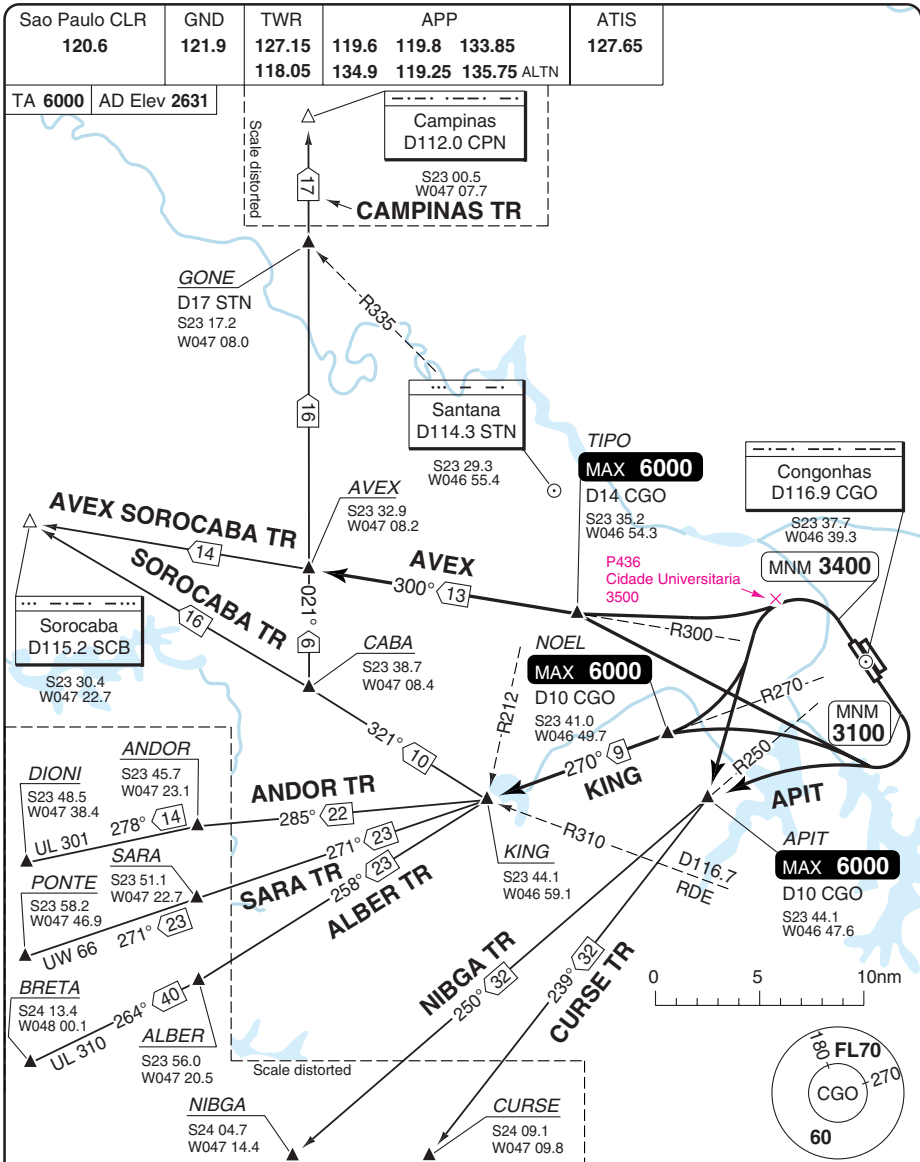 Sao Paulo CLR
120.6
GND
121.9
TWR
127.15
118.05
APP
119.6 119.8 133.85
134.9 119.25 135.75 ALTN
ATIS
127.65
TA 6000
AD Elev 2631
Scale distorted
Campinas
D112.0 CPN
S23 00.5
W047 07.7
17
CAMPINAS TR
GONE
D17 STN
S23 17.2
W047 08.0
R335
16
Santana
D114.3 STN
S23 29.3
W046 55.4
TIPO
MAX 6000
D14 CGO
S23 35.2
W046 54.3
Congonhas
D116.9 CGO
S23 37.7
W046 39.3
MNM 3400
P436
Cidade Universitaria
3500
AVEX
S23 32.9
W047 08.2
AVEX SOROCABA TR
14
AVEX
300° 13
SOROCABA TR
16
021° 6
Sorocaba
D115.2 SCB
S23 30.4
W047 22.7
CABA
S23 38.7
W047 08.4
R300
NOEL
MAX 6000
D10 CGO
S23 41.0
W046 49.7
R212
R270
MNM
3100
R250
321° 10
270° 9
KING
APIT
DIONI
S23 48.5
W047 38.4
ANDOR
S23 45.7
W047 23.1
ANDOR TR
285° 22
UL 301 278° 14
SARA
S23 51.1
W047 22.7
271° 23
SARA TR
258° 23
ALBER TR
PONTE
S23 58.2
W047 46.9
UW 66 271° 23
KING
S23 44.1
W046 59.1
R310
D116.7
RDE
APIT
MAX 6000
D10 CGO
S23 44.1
W046 47.6
BRETA
S24 13.4
W048 00.1
UL 310 264° 40
ALBER
S23 56.0
W047 20.5
NIBGA TR
250° 32
CURSE TR
239° 32
0 5 10nm
Scale distorted
NIBGA
S24 04.7
W047 14.4
CURSE
S24 09.1
W047 09.8
180 FL70
270
CGO
60